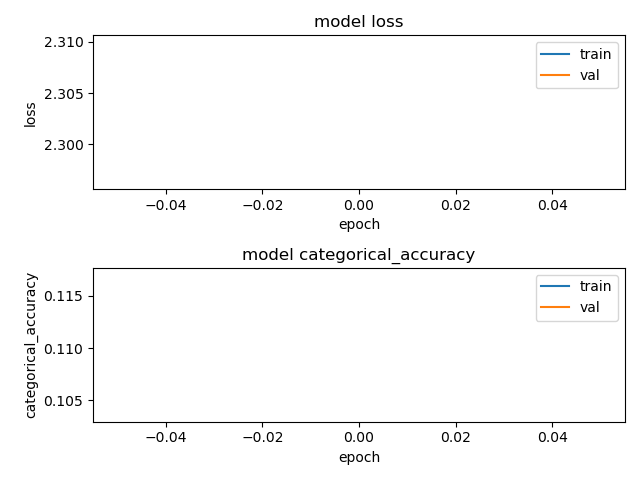 model loss
2.310
2.305
2.300
loss
train
val
−0.04
−0.02
0.00
0.02
0.04
epoch
model categorical_accuracy
0.115
0.110
0.105
categorical_accuracy
train
val
−0.04
−0.02
0.00
0.02
0.04
epoch